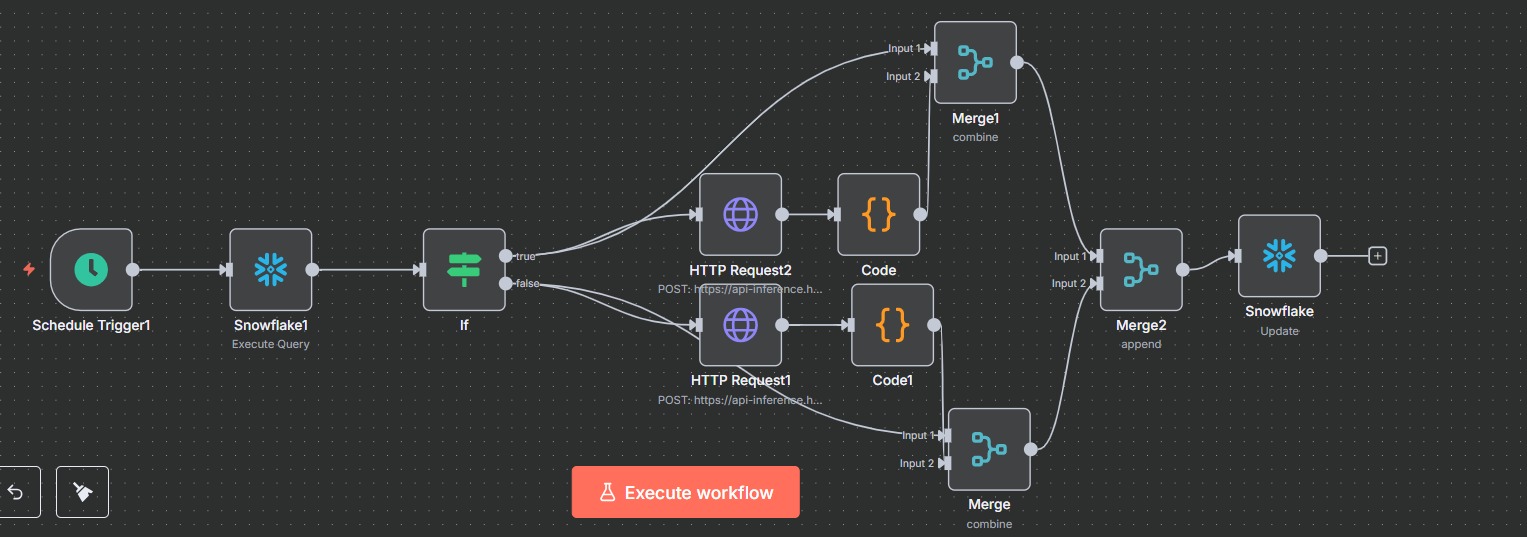 Input 1
Input 2
Merge1
combine
true
false
HTTP Request2
POST: https://api-inference.h...
Code
Schedule Trigger1
Snowflake1
Execute Query
If
HTTP Request1
POST: https://api-inference.h...
Code1
Input 1
Input 2
Merge2
append
Snowflake
Update
Input 1
Input 2
Merge
combine
Execute workflow